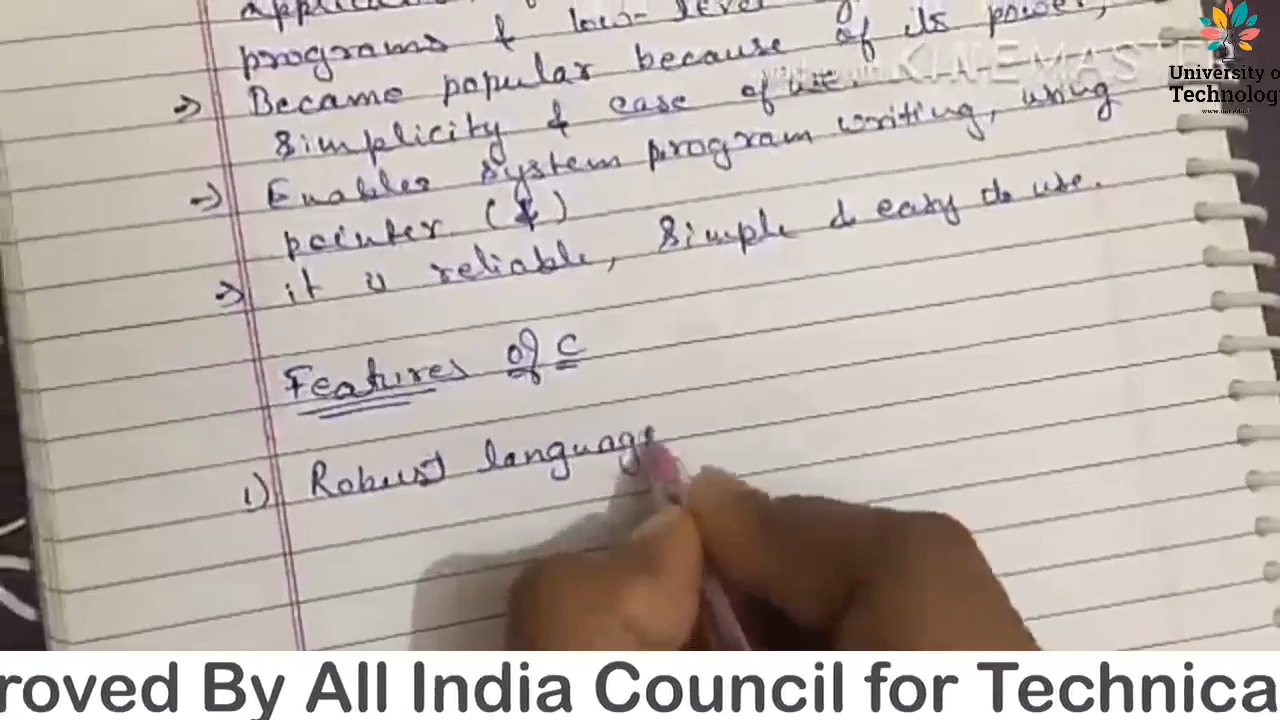 programs & low-level
=> Became popular because of its power,
simplicity & ease of use.
-> Enables system program writing, using
pointer (&)
=> it is reliable, simple & easy to use.
Features of C
1) Robust language
KINEMASTER
University of
Technology
roved By All India Council for Technica